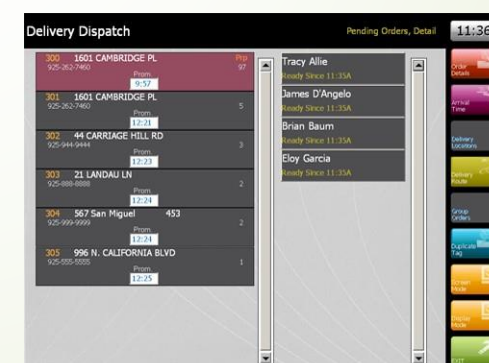 Delivery Dispatch
Pending Orders, Detail
11:36
300 1601 CAMBRIDGE PL Prp
925-262-7460 97
Prom
9:57
301 1601 CAMBRIDGE PL
925-262-7460 5
Prom
12:21
302 44 CARRIAGE HILL RD
925-944-9444 3
Prom
12:23
303 21 LANDAU LN
925-888-8888 2
Prom
12:24
304 567 San Miguel 453
925-999-9999 2
Prom
12:24
305 996 N. CALIFORNIA BLVD
925-555-5555 1
Prom
12:25
Tracy Allie
Ready Since 11:35A
James D'Angelo
Ready Since 11:35A
Brian Baum
Ready Since 11:35A
Eloy Garcia
Ready Since 11:35A
Order
Details
Arrival
Time
Delivery
Locations
Delivery
Route
Group
Orders
Duplicate
Tag
Screen
Mode
Display
Mode
EXIT